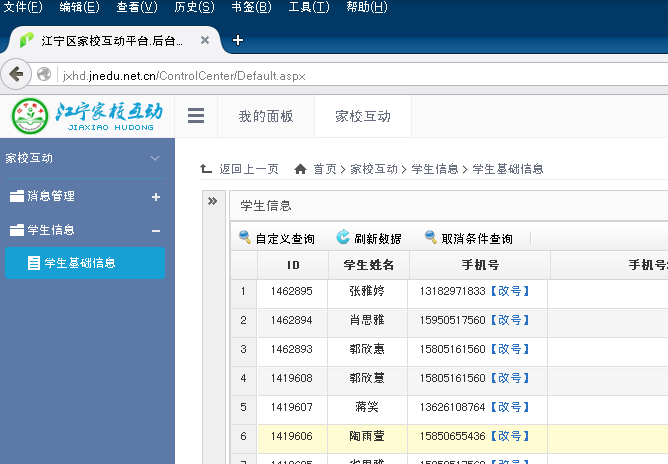 文件(F) 编辑(E) 查看(V) 历史(S) 书签(B) 工具(T) 帮助(H)
江宁区家校互动平台.后台... × +
jxhd.jnedu.net.cn/ControlCenter/Default.aspx
江宁家校互动
JIAXIAO HUDONG
我的面板 家校互动
家校互动
消息管理 +
学生信息 −
学生基础信息
返回上一页 首页 > 家校互动 > 学生信息 > 学生基础信息
»
学生信息
自定义查询 刷新数据 取消条件查询
ID 学生姓名 手机号 手机号
1 1462895 张雅婷 13182971833【改号】
2 1462894 肖思雅 15950517560【改号】
3 1462893 郭欣惠 15805161560【改号】
4 1419608 郭欣慧 15805161560【改号】
5 1419607 蒋笑 13626108764【改号】
6 1419606 陶雨萱 15850655436【改号】